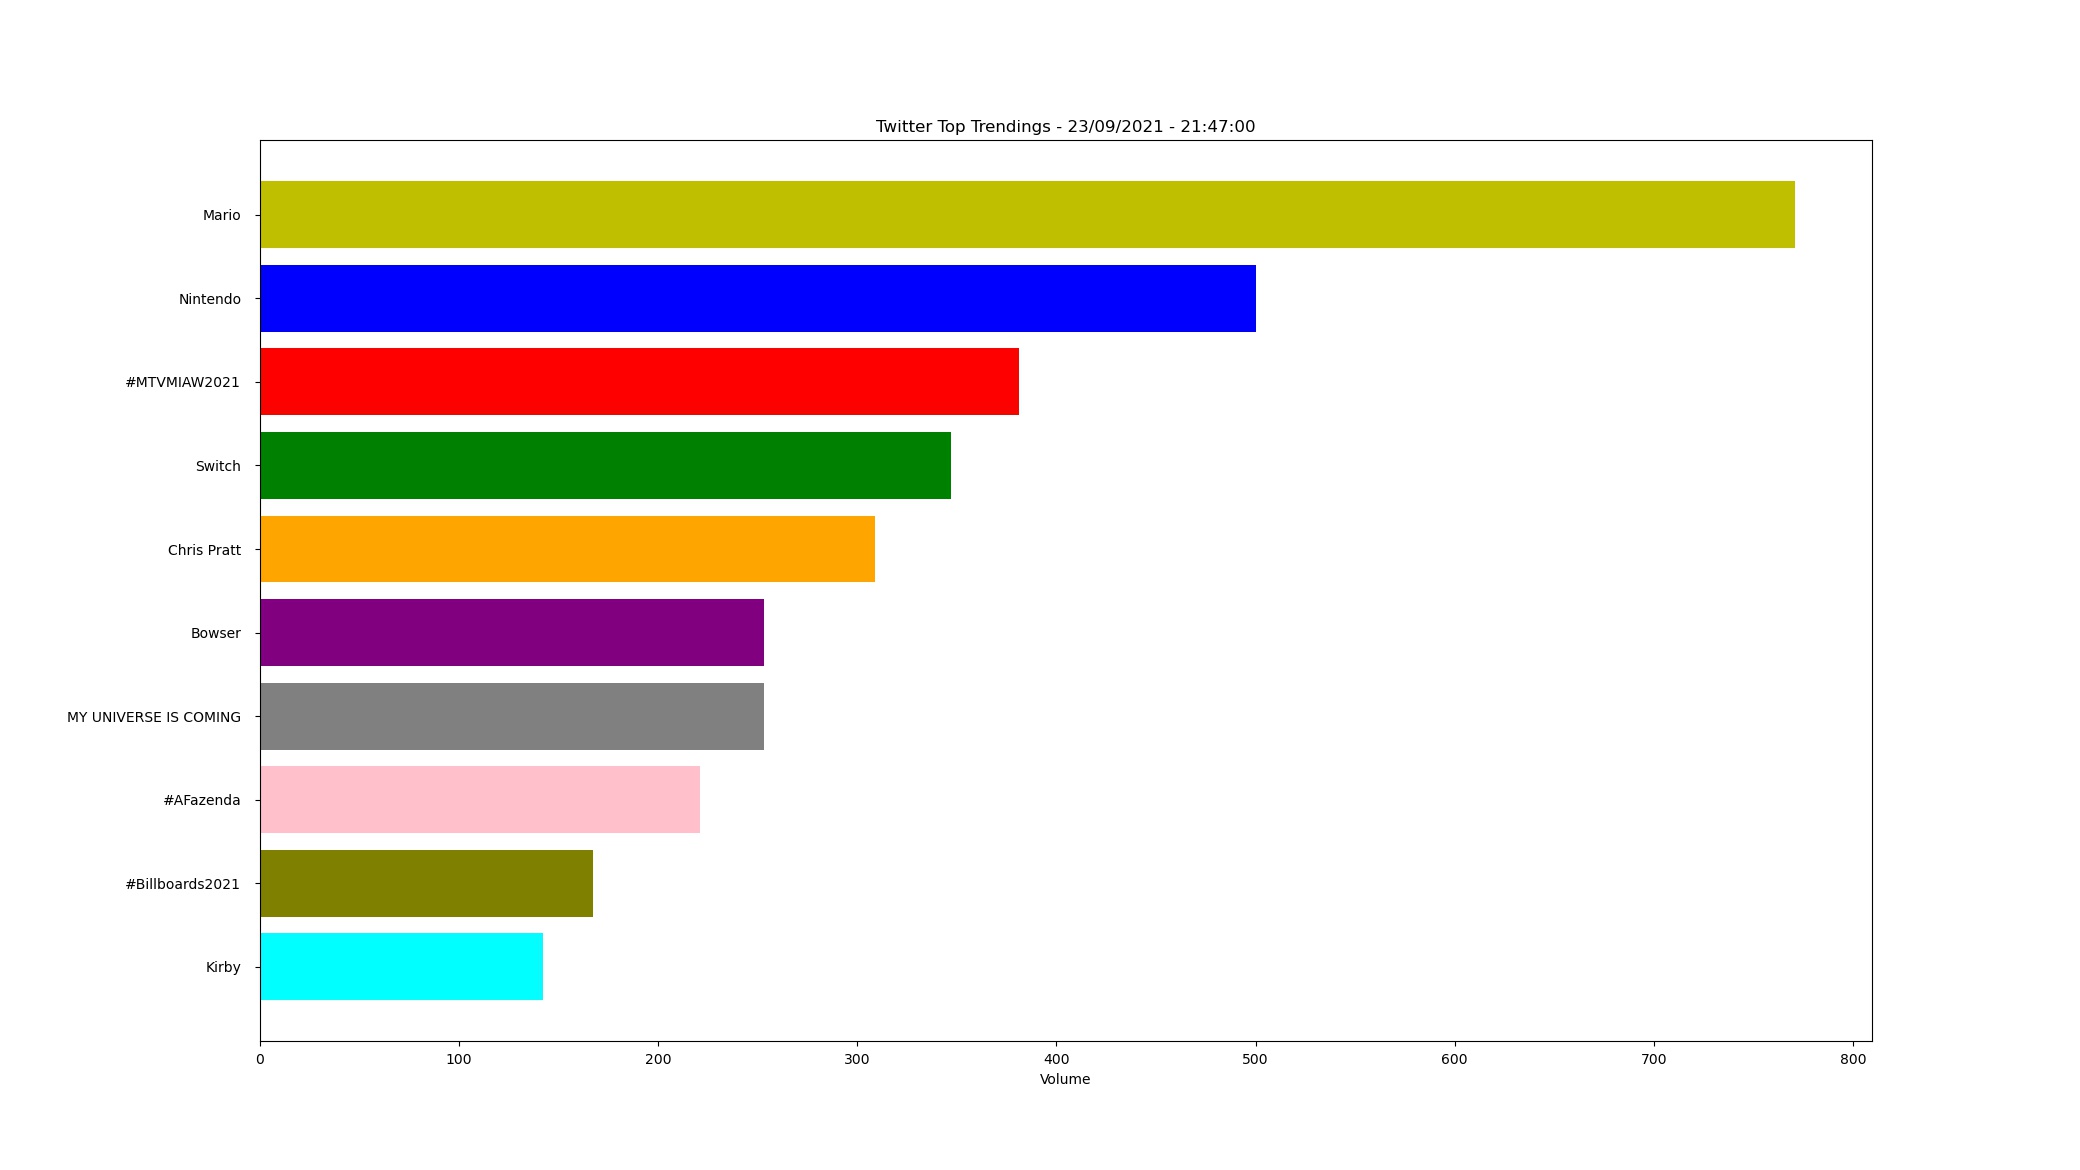 Twitter Top Trendings - 23/09/2021 - 21:47:00
Mario
Nintendo
#MTVMIAW2021
Switch
Chris Pratt
Bowser
MY UNIVERSE IS COMING
#AFazenda
#Billboards2021
Kirby
0 100 200 300 400 500 600 700 800
Volume